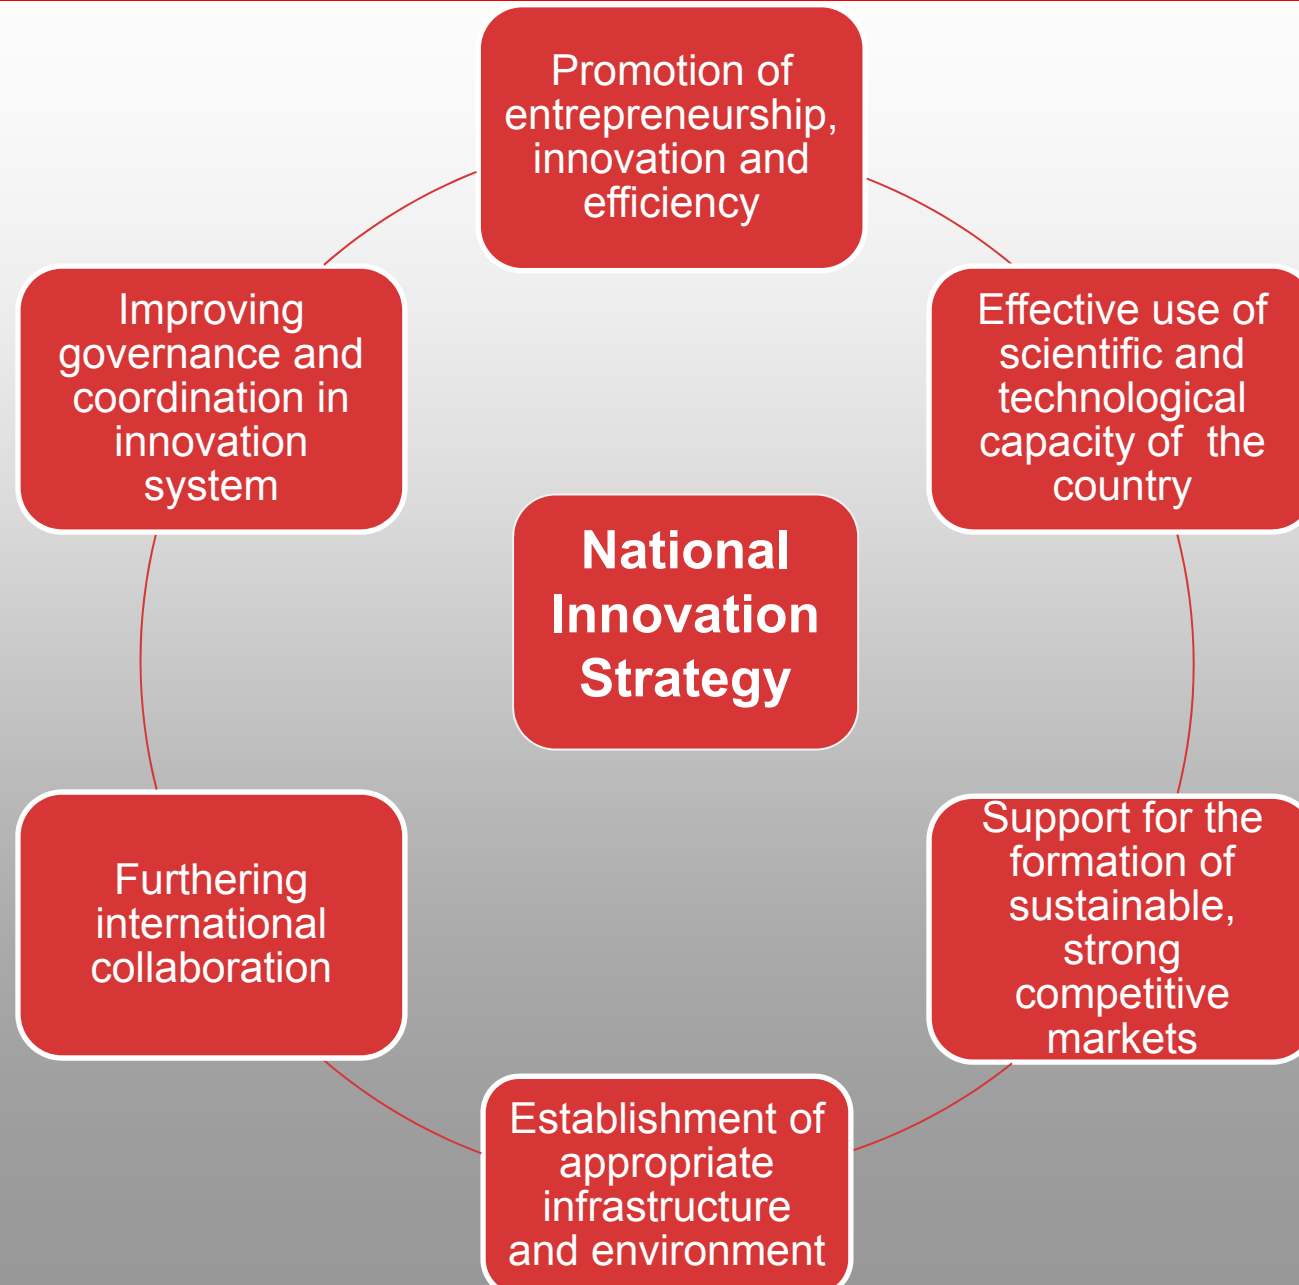 Promotion of
entrepreneurship,
innovation and
efficiency
Improving
governance and
coordination in
innovation
system
Effective use of
scientific and
technological
capacity of  the
country
National
Innovation
Strategy
Furthering
international
collaboration
Support for the
formation of
sustainable,
strong
competitive
markets
Establishment of
appropriate
infrastructure
and environment